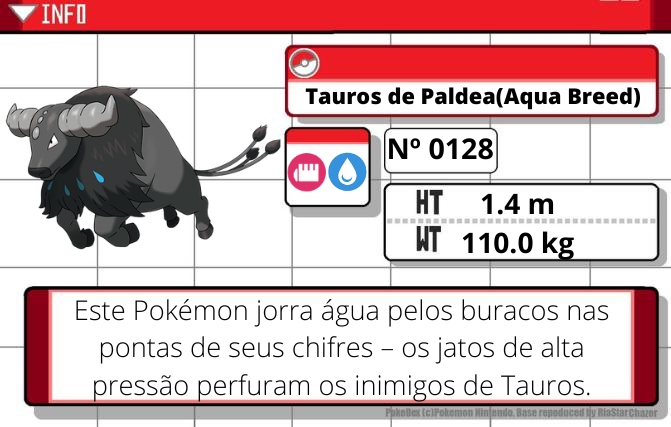 INFO
Tauros de Paldea(Aqua Breed)
Nº 0128
HT 1.4 m
WT 110.0 kg
Este Pokémon jorra água pelos buracos nas
pontas de seus chifres – os jatos de alta
pressão perfuram os inimigos de Tauros.
PokeDex (c)Pokemon Nintendo. Base repoduced by RiaStarChazer